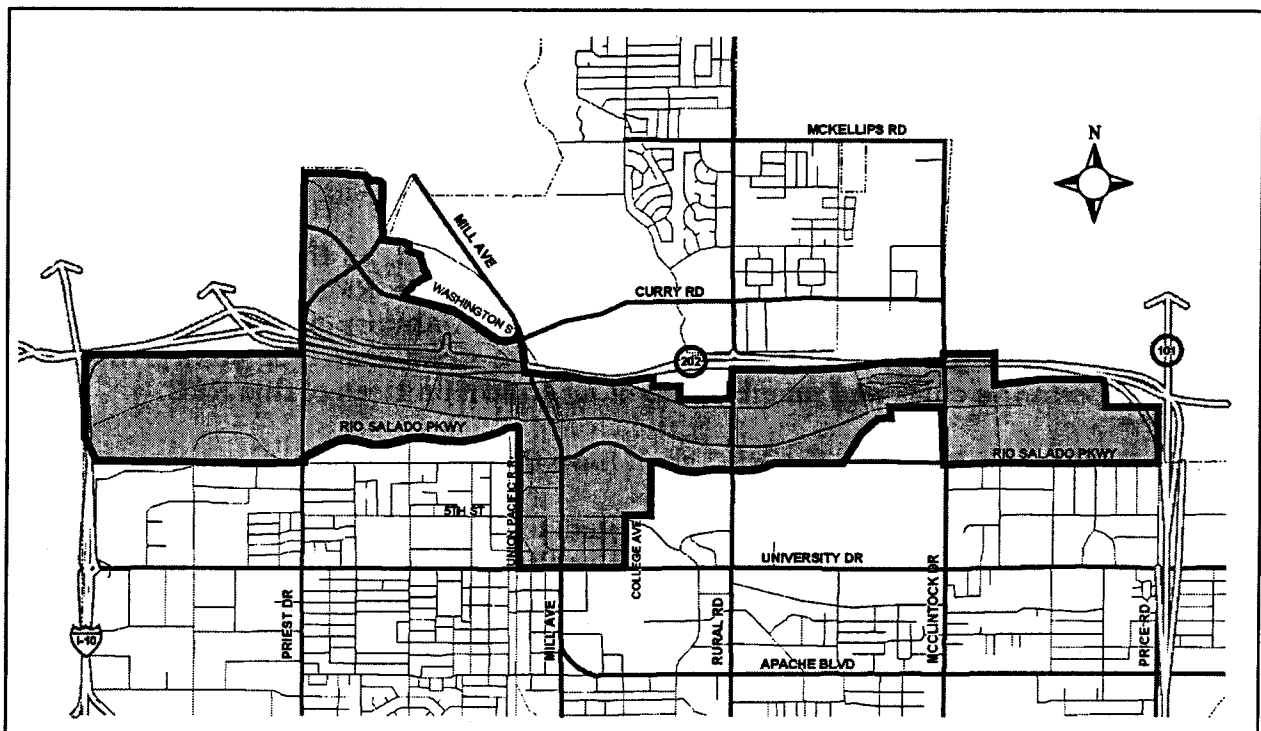 MCKELLIPS RD
N
MILL AVE
WASHINGTON S
CURRY RD
202
101
RIO SALADO PKWY
RIO SALADO PKWY
5TH ST
UNION PACIFIC R.R
COLLEGE AVE
UNIVERSITY DR
PRIEST DR
MILL AVE
RURAL RD
MCCLINTOCK DR
PRICE RD
I-10
APACHE BLVD